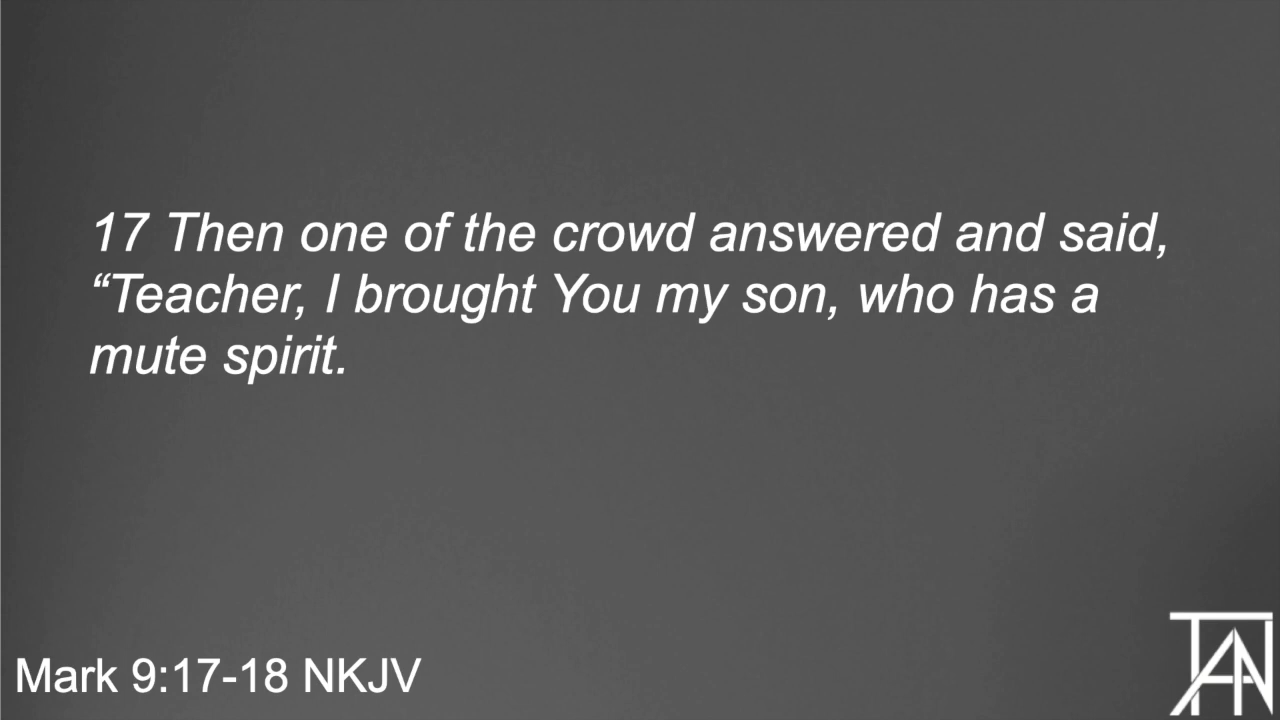 17 Then one of the crowd answered and said,
“Teacher, I brought You my son, who has a
mute spirit.
Mark 9:17-18 NKJV